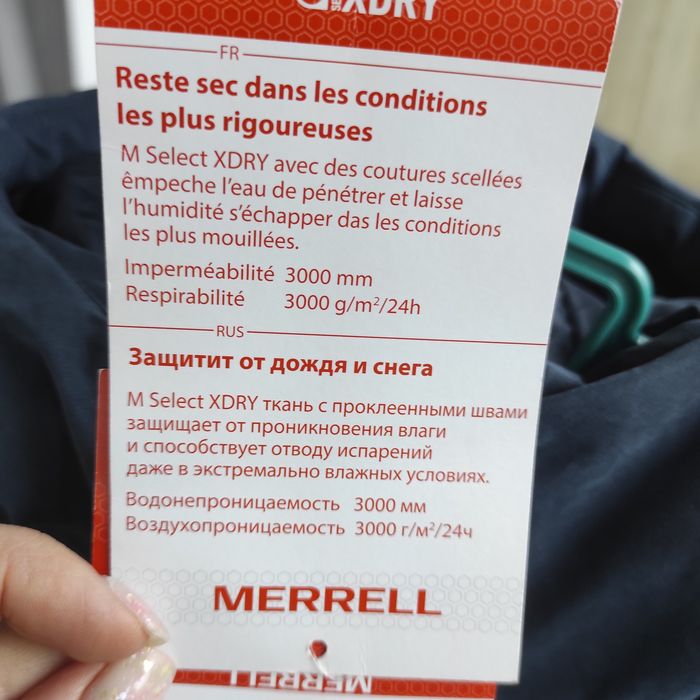 XDRY
FR
Reste sec dans les conditions
les plus rigoureuses
M Select XDRY avec des coutures scellées
êmpeche l'eau de pénétrer et laisse
l'humidité s'échapper das les conditions
les plus mouillées.
Imperméabilité 3000 mm
Respirabilité 3000 g/m²/24h
RUS
Защитит от дождя и снега
M Select XDRY ткань с проклеенными швами
защищает от проникновения влаги
и способствует отводу испарений
даже в экстремально влажных условиях.
Водонепроницаемость 3000 мм
Воздухопроницаемость 3000 г/м²/24ч
MERRELL
MERRELL